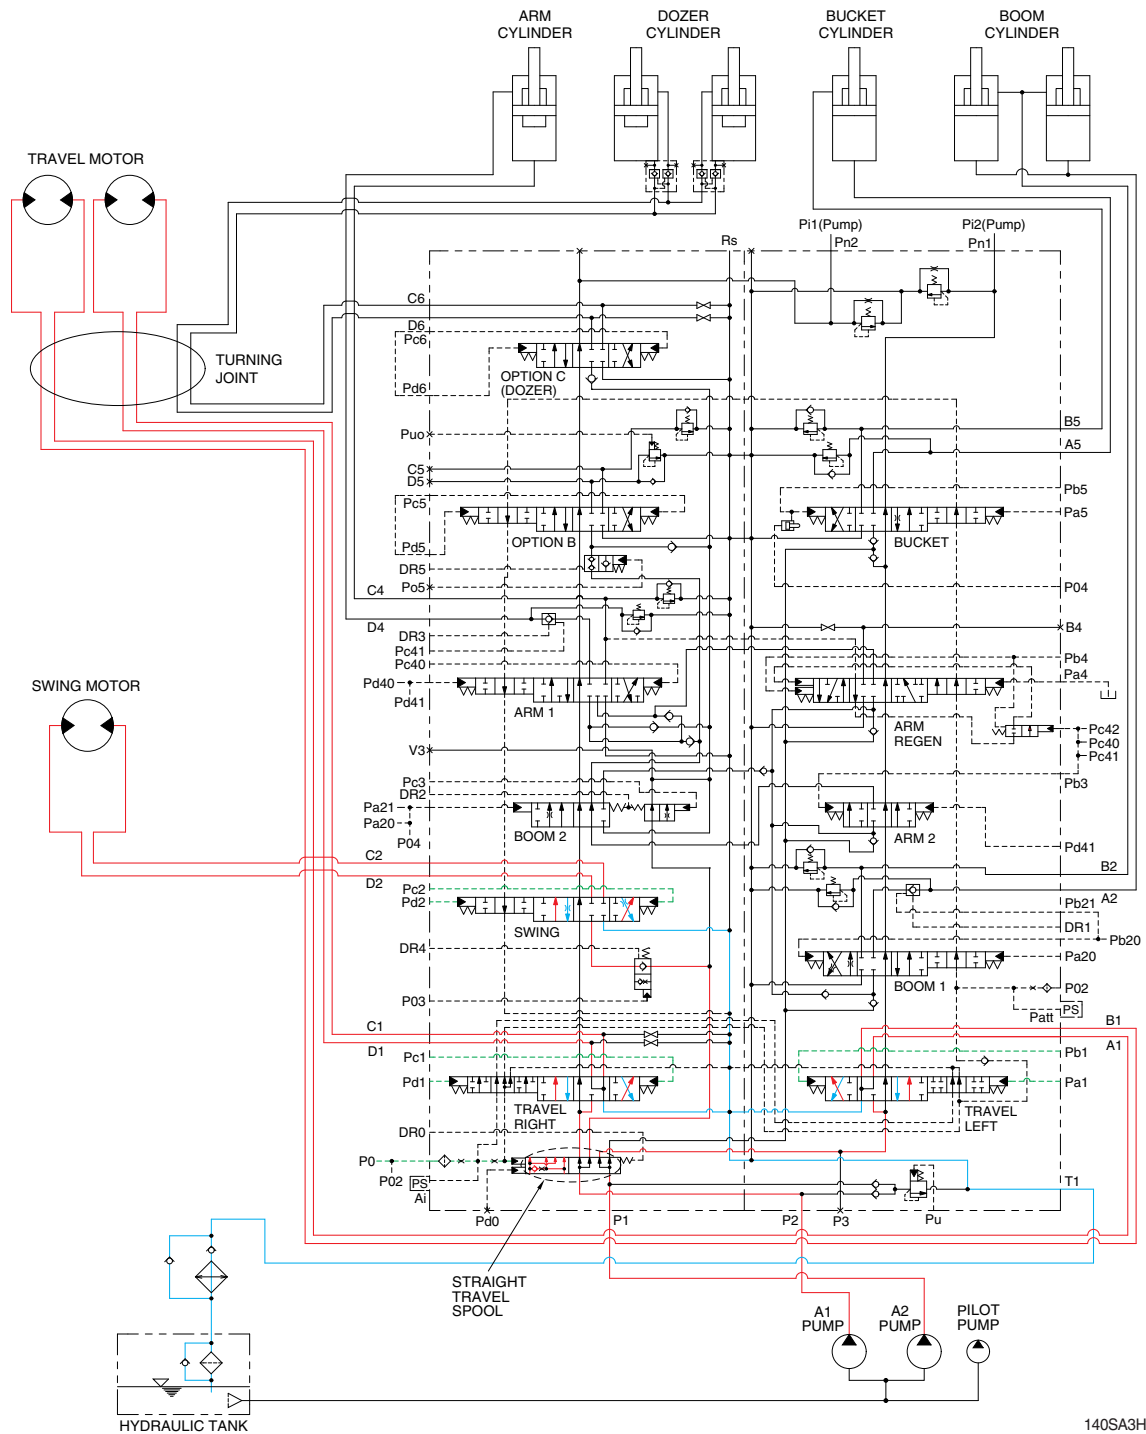 ARM
CYLINDER
DOZER
CYLINDER
BUCKET
CYLINDER
BOOM
CYLINDER
TRAVEL MOTOR
TURNING
JOINT
Pi1(Pump)
Pn2
Pi2(Pump)
Pn1
Rs
C6
D6
Pc6
Pd6
OPTION C
(DOZER)
Puo
C5
D5
Pc5
Pd5
OPTION B
DR5
Po5
B5
A5
Pb5
Pa5
BUCKET
P04
C4
D4
DR3
Pc41
Pc40
Pd40
Pd41
ARM 1
B4
Pb4
Pa4
ARM
REGEN
Pc42
Pc40
Pc41
SWING MOTOR
V3
Pc3
DR2
Pa21
Pa20
P04
BOOM 2
Pb3
ARM 2
Pd41
C2
D2
Pc2
Pd2
SWING
B2
A2
Pb21
DR1
Pb20
Pa20
BOOM 1
DR4
P03
P02
PS
Patt
C1
D1
Pc1
Pd1
TRAVEL
RIGHT
B1
A1
Pb1
Pa1
TRAVEL
LEFT
DR0
P0
P02
PS
Ai
Pd0
P1
P2
P3
Pu
T1
STRAIGHT
TRAVEL
SPOOL
A1
PUMP
A2
PUMP
PILOT
PUMP
HYDRAULIC TANK
140SA3H